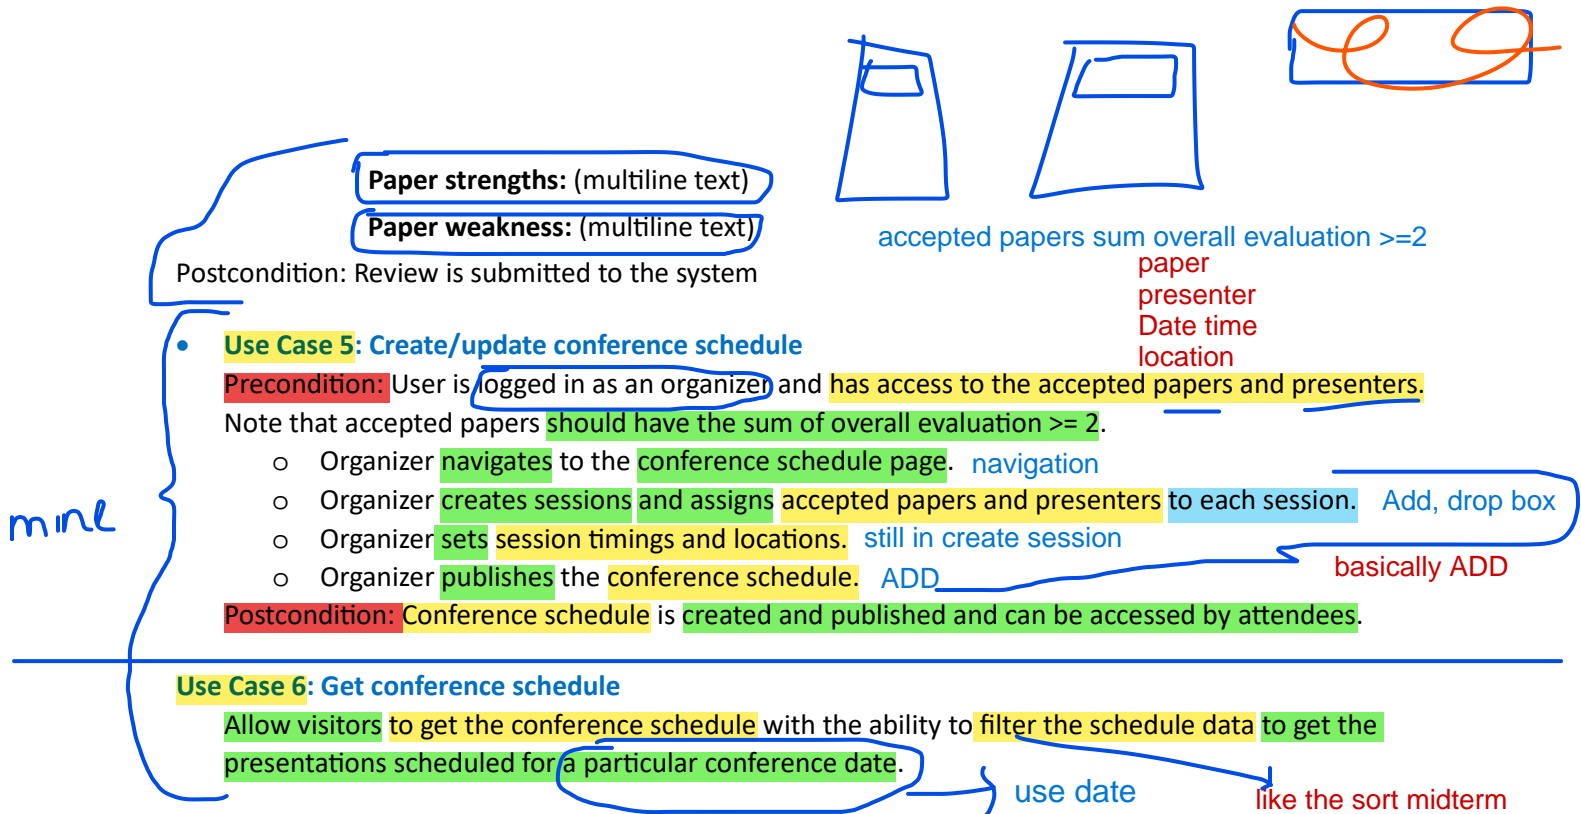 Paper strengths: (multiline text)
Paper weakness: (multiline text)
accepted papers sum overall evaluation >=2
paper
Postcondition: Review is submitted to the system
presenter
Date time
location
• Use Case 5: Create/update conference schedule
Precondition: User is logged in as an organizer and has access to the accepted papers and presenters.
Note that accepted papers should have the sum of overall evaluation >= 2.
o Organizer navigates to the conference schedule page. navigation
o Organizer creates sessions and assigns accepted papers and presenters to each session. Add, drop box
mine
o Organizer sets session timings and locations. still in create session
basically ADD
o Organizer publishes the conference schedule. ADD
Postcondition: Conference schedule is created and published and can be accessed by attendees.
Use Case 6: Get conference schedule
Allow visitors to get the conference schedule with the ability to filter the schedule data to get the
presentations scheduled for a particular conference date.
use date
like the sort midterm